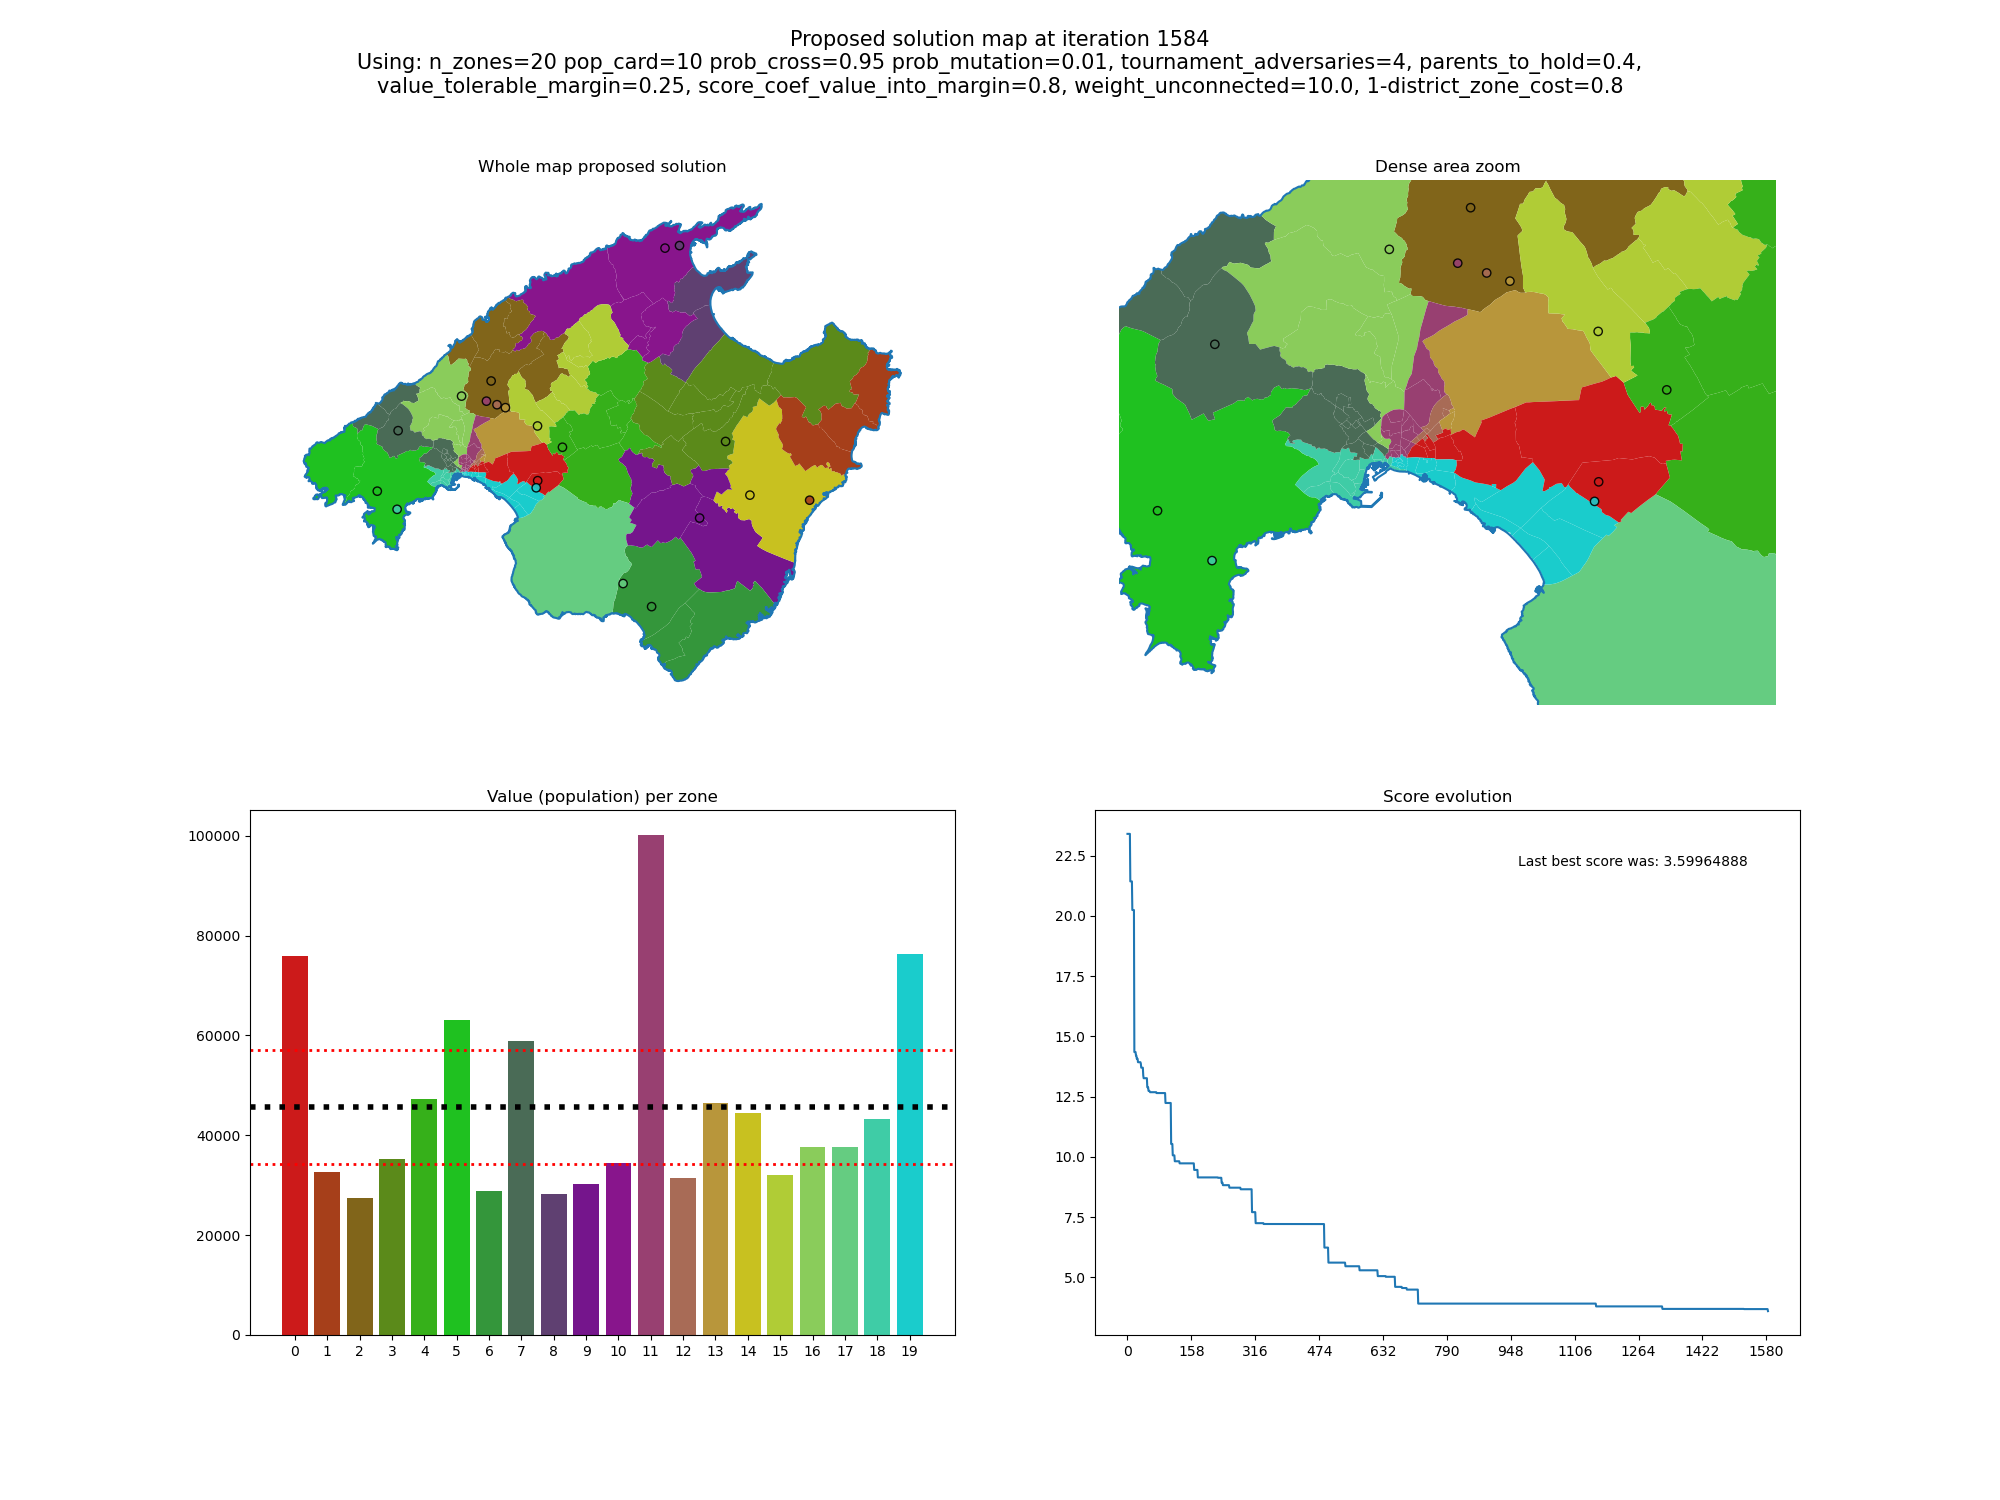 Proposed solution map at iteration 1584
Using: n_zones=20 pop_card=10 prob_cross=0.95 prob_mutation=0.01, tournament_adversaries=4, parents_to_hold=0.4,
value_tolerable_margin=0.25, score_coef_value_into_margin=0.8, weight_unconnected=10.0, 1-district_zone_cost=0.8
Whole map proposed solution
Dense area zoom
Value (population) per zone
100000
80000
60000
40000
20000
0
0 1 2 3 4 5 6 7 8 9 10 11 12 13 14 15 16 17 18 19
Score evolution
Last best score was: 3.59964888
22.5
20.0
17.5
15.0
12.5
10.0
7.5
5.0
0 158 316 474 632 790 948 1106 1264 1422 1580